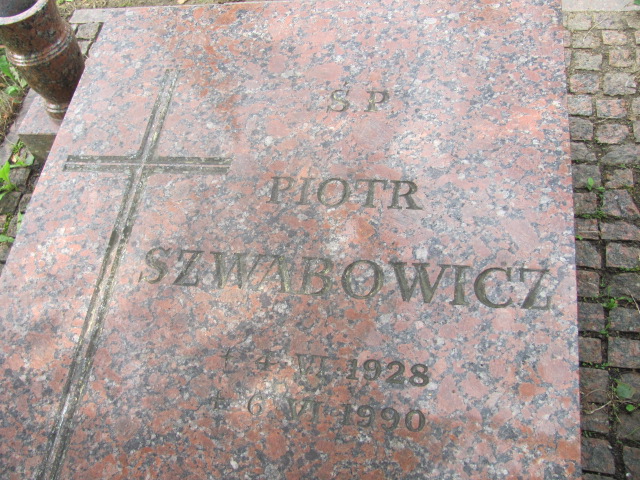 Ś.P.
PIOTR
SZWABOWICZ
* 4 VI 1928
+ 6 VI 1990